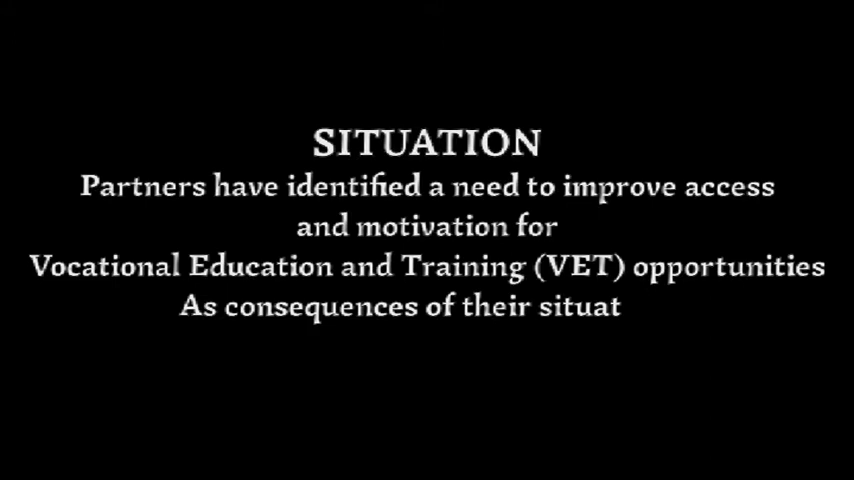 SITUATION
Partners have identified a need to improve access
and motivation for
Vocational Education and Training (VET) opportunities
As consequences of their situat